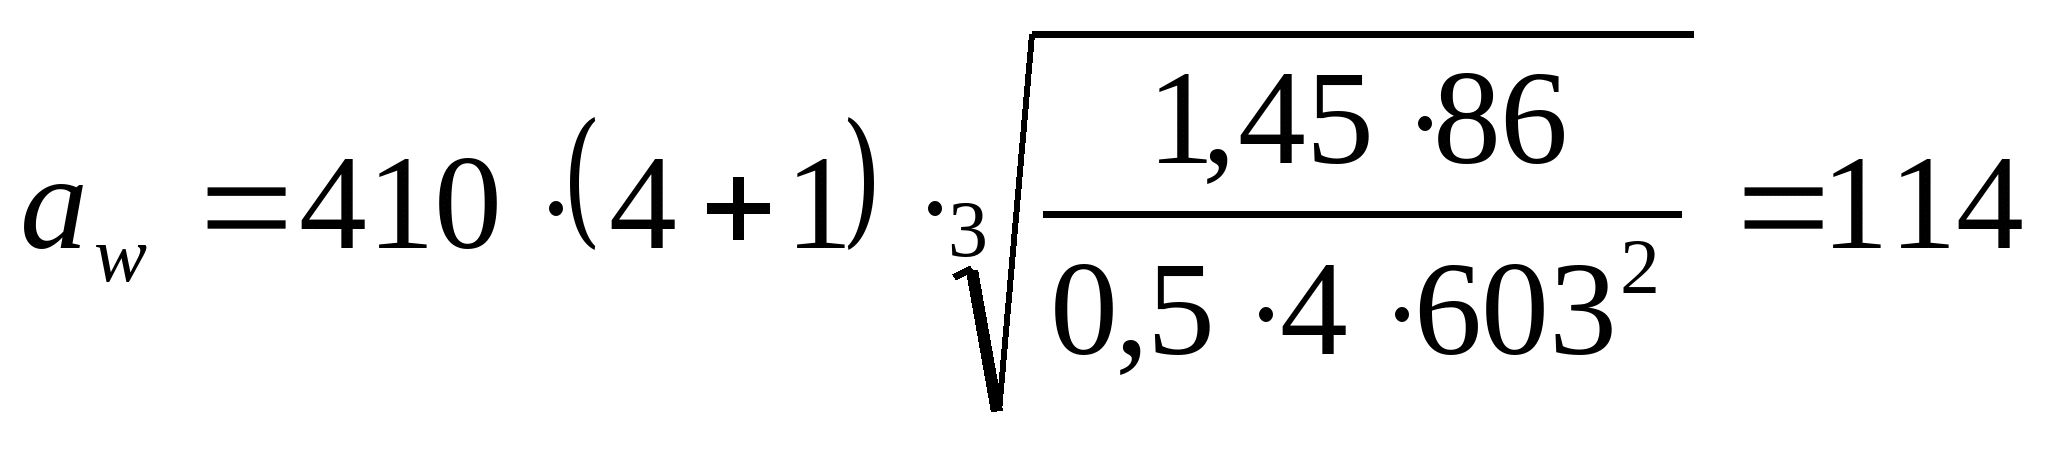 a_w = 410 · (4 + 1) · ∛((1,45 · 86) / (0,5 · 4 · 603²)) = 114